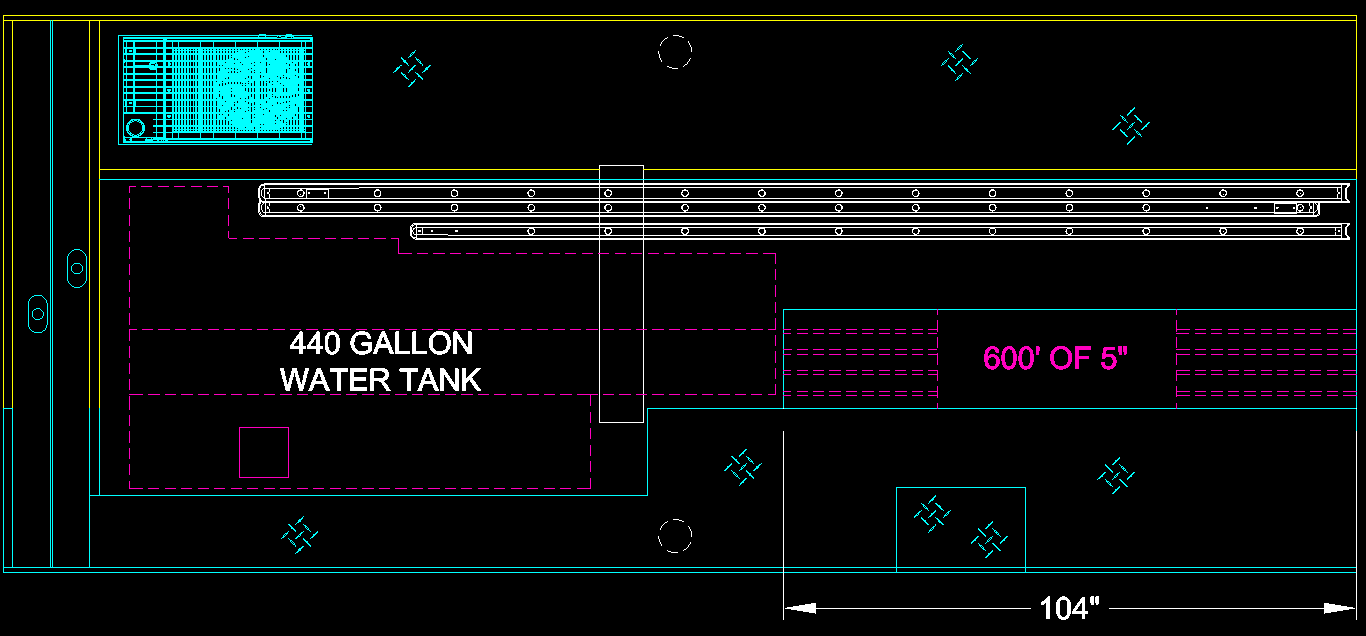 440 GALLON
WATER TANK
600' OF 5"
104"